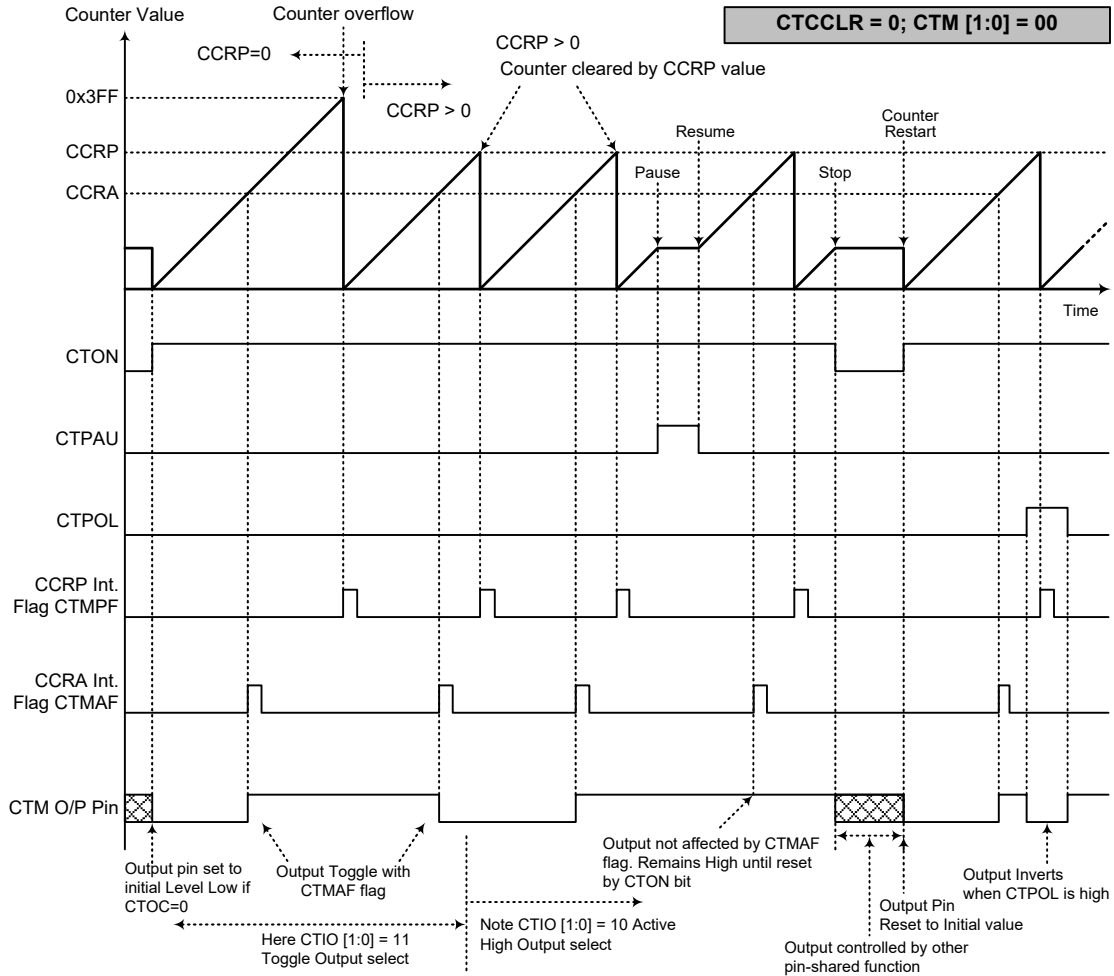 Counter Value
Counter overflow
CTCCLR = 0; CTM [1:0] = 00
CCRP=0
CCRP > 0
CCRP > 0
Counter cleared by CCRP value
0x3FF
CCRP
CCRA
Pause
Resume
Stop
Counter
Restart
Time
CTON
CTPAU
CTPOL
CCRP Int.
Flag CTMPF
CCRA Int.
Flag CTMAF
CTM O/P Pin
Output pin set to
initial Level Low if
CTOC=0
Output Toggle with
CTMAF flag
Here CTIO [1:0] = 11
Toggle Output select
Note CTIO [1:0] = 10 Active
High Output select
Output not affected by CTMAF
flag. Remains High until reset
by CTON bit
Output controlled by other
pin-shared function
Output Pin
Reset to Initial value
Output Inverts
when CTPOL is high